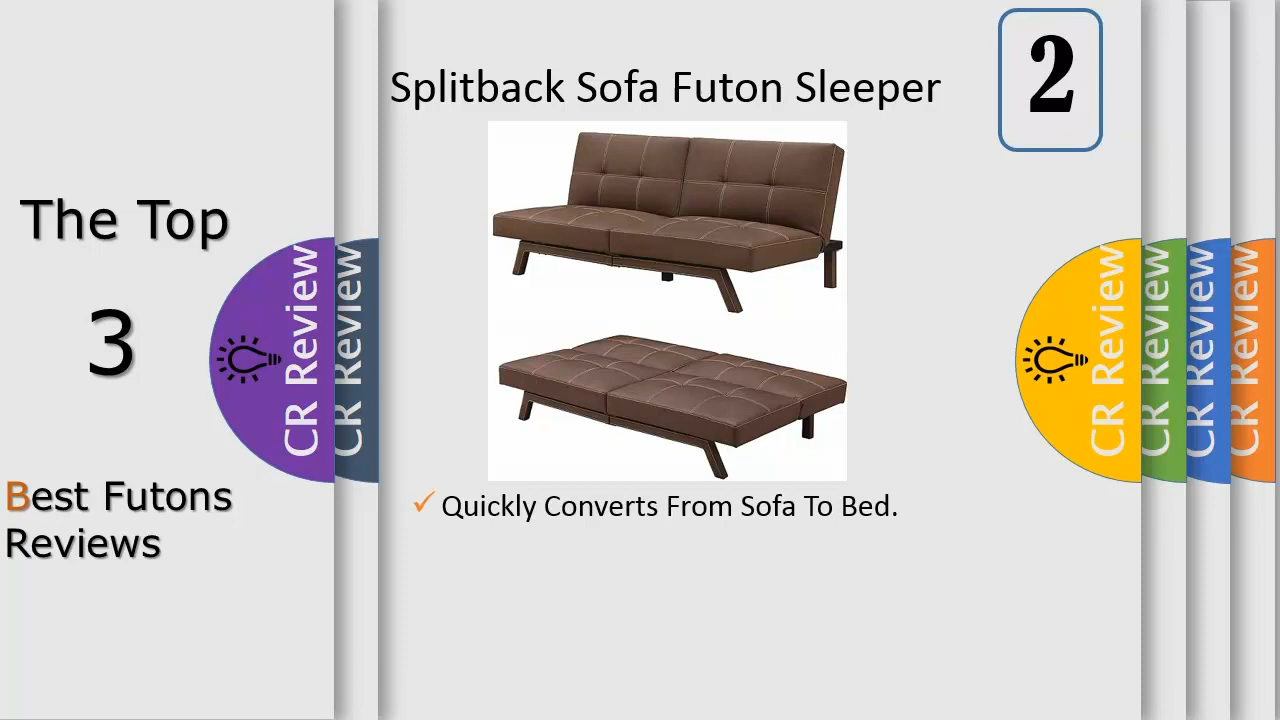 The Top
3
Best Futons
Reviews
CR Review
CR Review
Splitback Sofa Futon Sleeper
2
✓ Quickly Converts From Sofa To Bed.
CR Review
CR Review
CR Review
CR Review